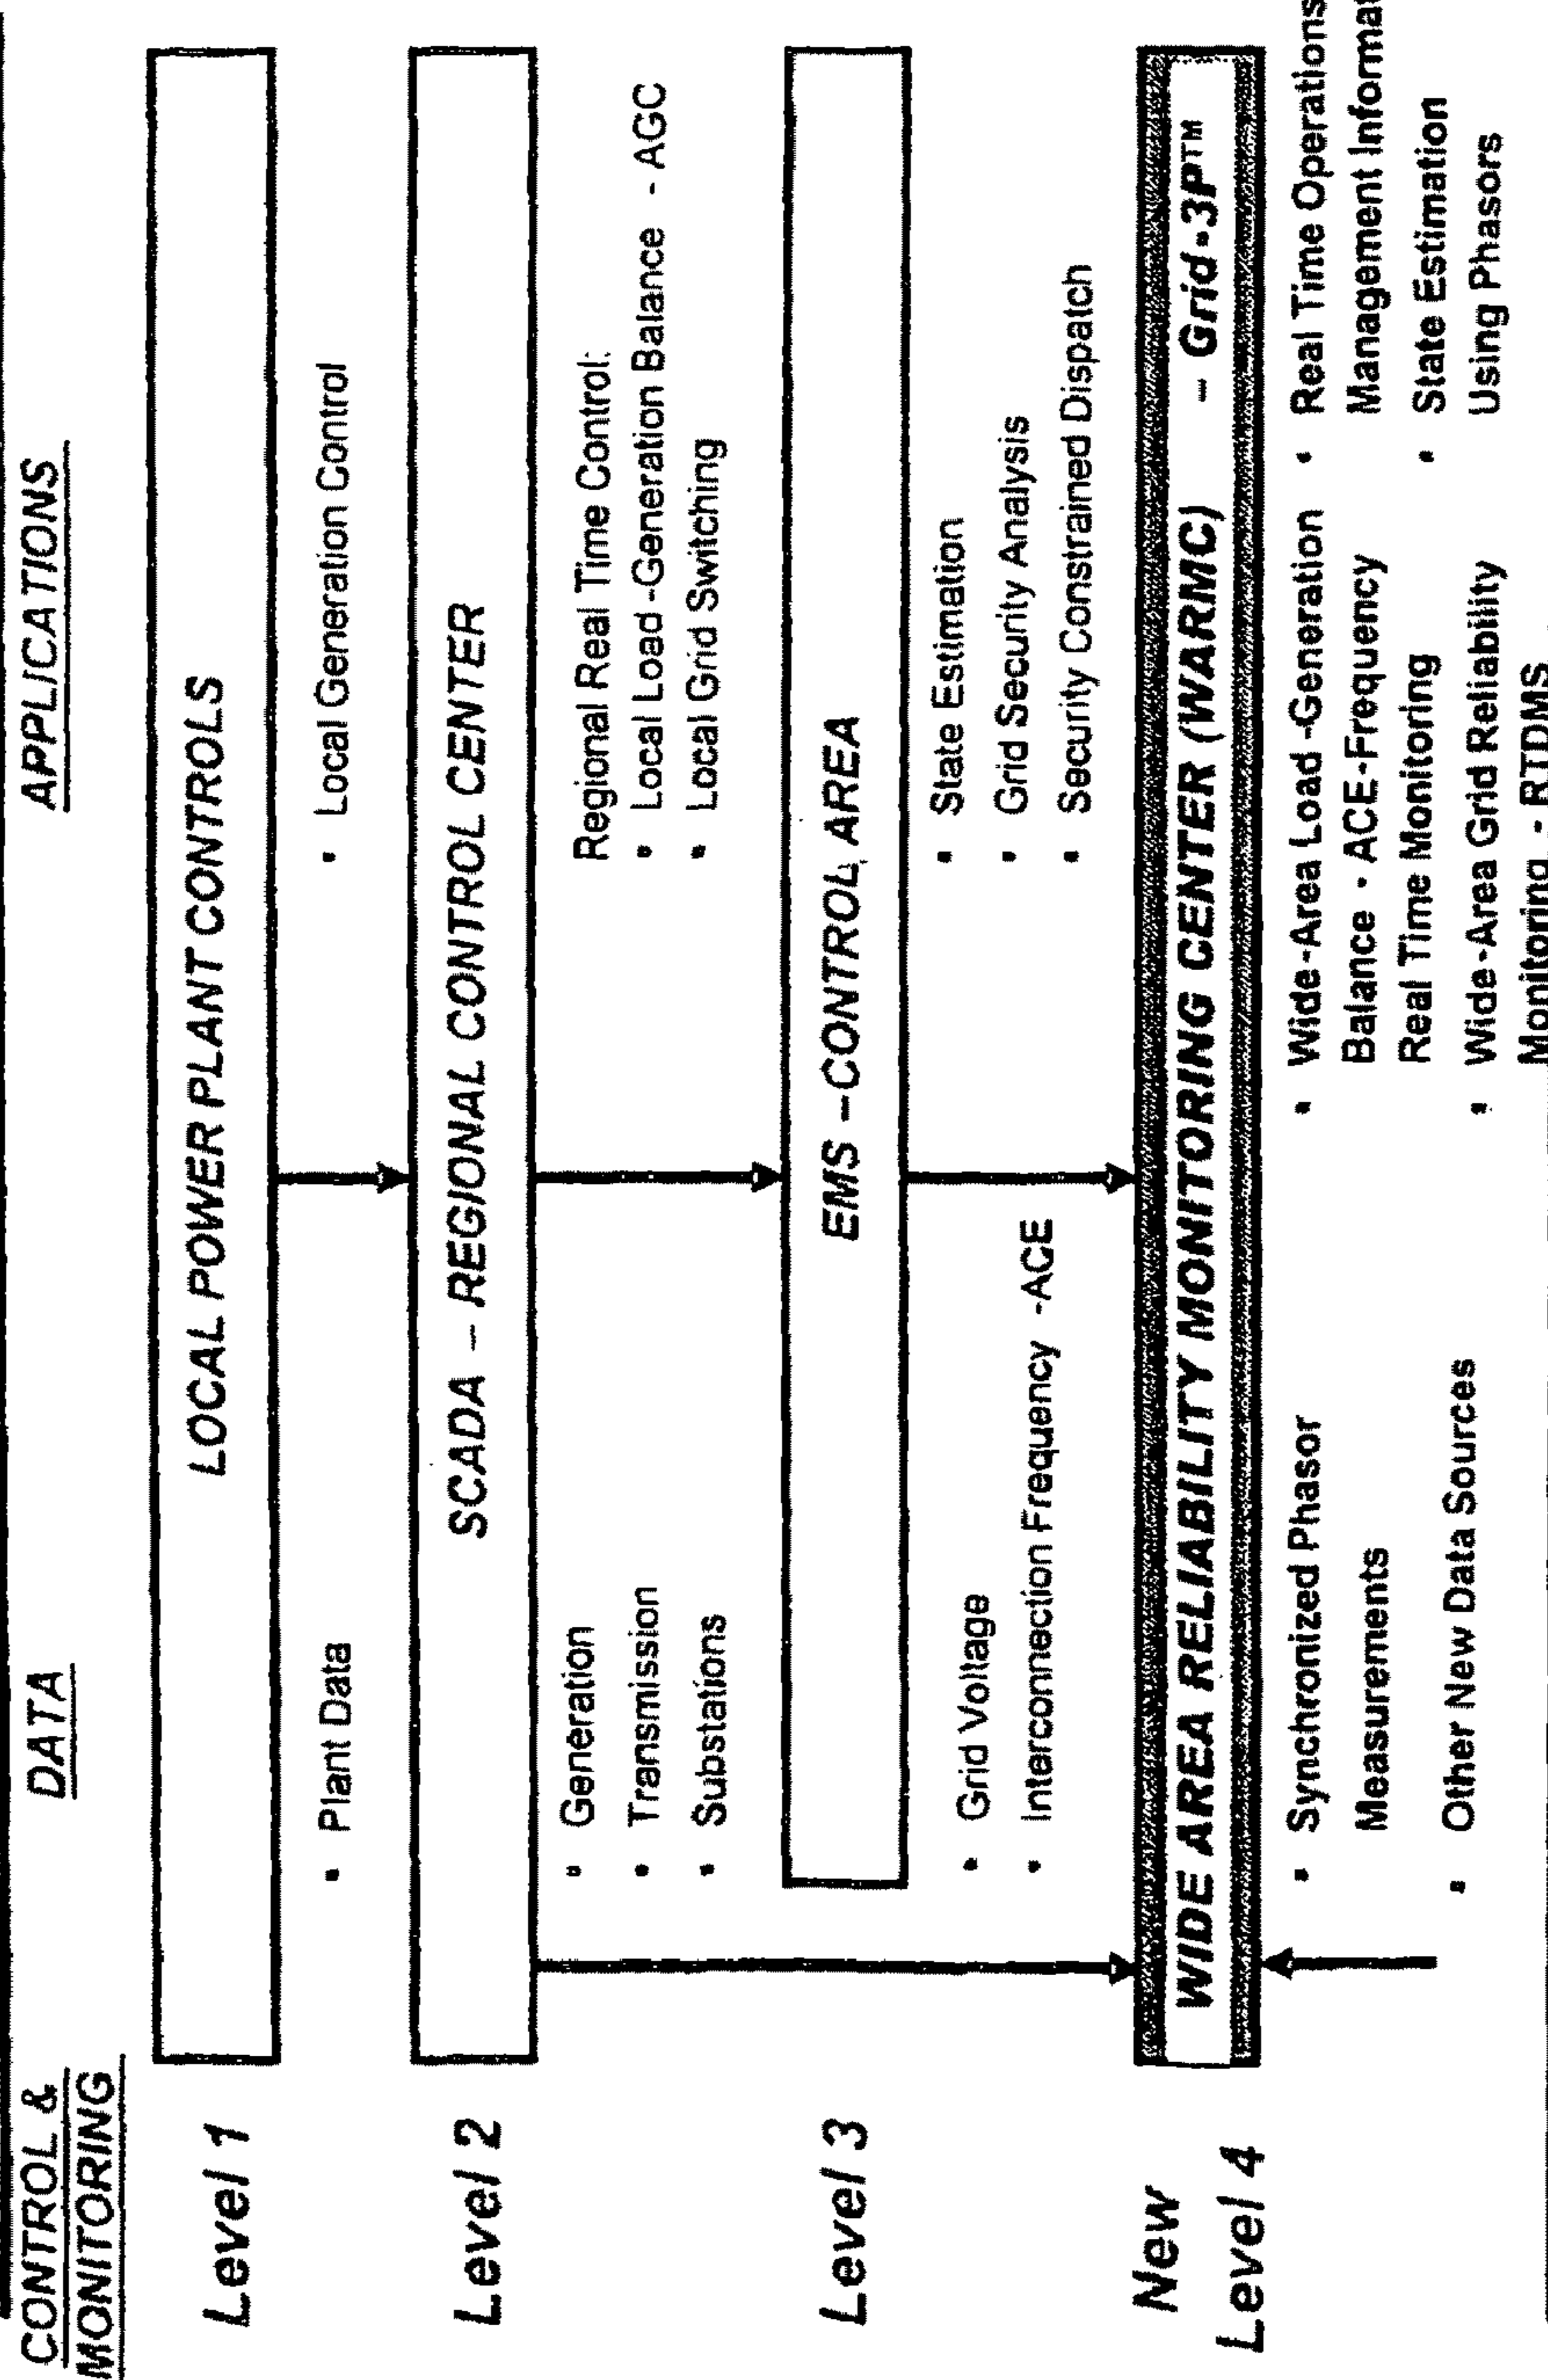 CONTROL &
MONITORING
DATA
APPLICATIONS
Level 1
LOCAL POWER PLANT CONTROLS
• Plant Data
• Local Generation Control
Level 2
SCADA – REGIONAL CONTROL CENTER
• Generation
• Transmission
• Substations
Regional Real Time Control:
• Local Load-Generation Balance - AGC
• Local Grid Switching
Level 3
EMS – CONTROL AREA
• Grid Voltage
• Interconnection Frequency -ACE
• State Estimation
• Grid Security Analysis
• Security Constrained Dispatch
New
Level 4
WIDE AREA RELIABILITY MONITORING CENTER (WARMC) – Grid-3P™
• Synchronized Phasor
Measurements
• Other New Data Sources
• Wide-Area Load-Generation
Balance - ACE-Frequency
Real Time Monitoring
• Wide-Area Grid Reliability
Monitoring - RTDMS
• Real Time Operations
Management
• State Estimation
Using Phasors